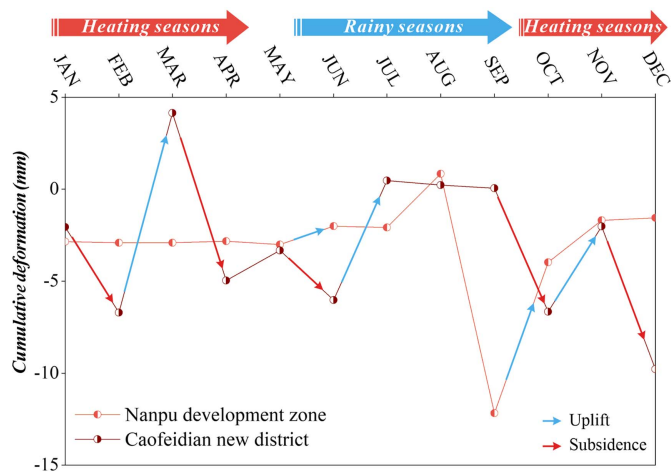 Heating seasons
Rainy seasons
Heating seasons
JAN
FEB
MAR
APR
MAY
JUN
JUL
AUG
SEP
OCT
NOV
DEC
Cumulative deformation (mm)
5
0
-5
-10
-15
Nanpu development zone
Caofeidian new district
Uplift
Subsidence